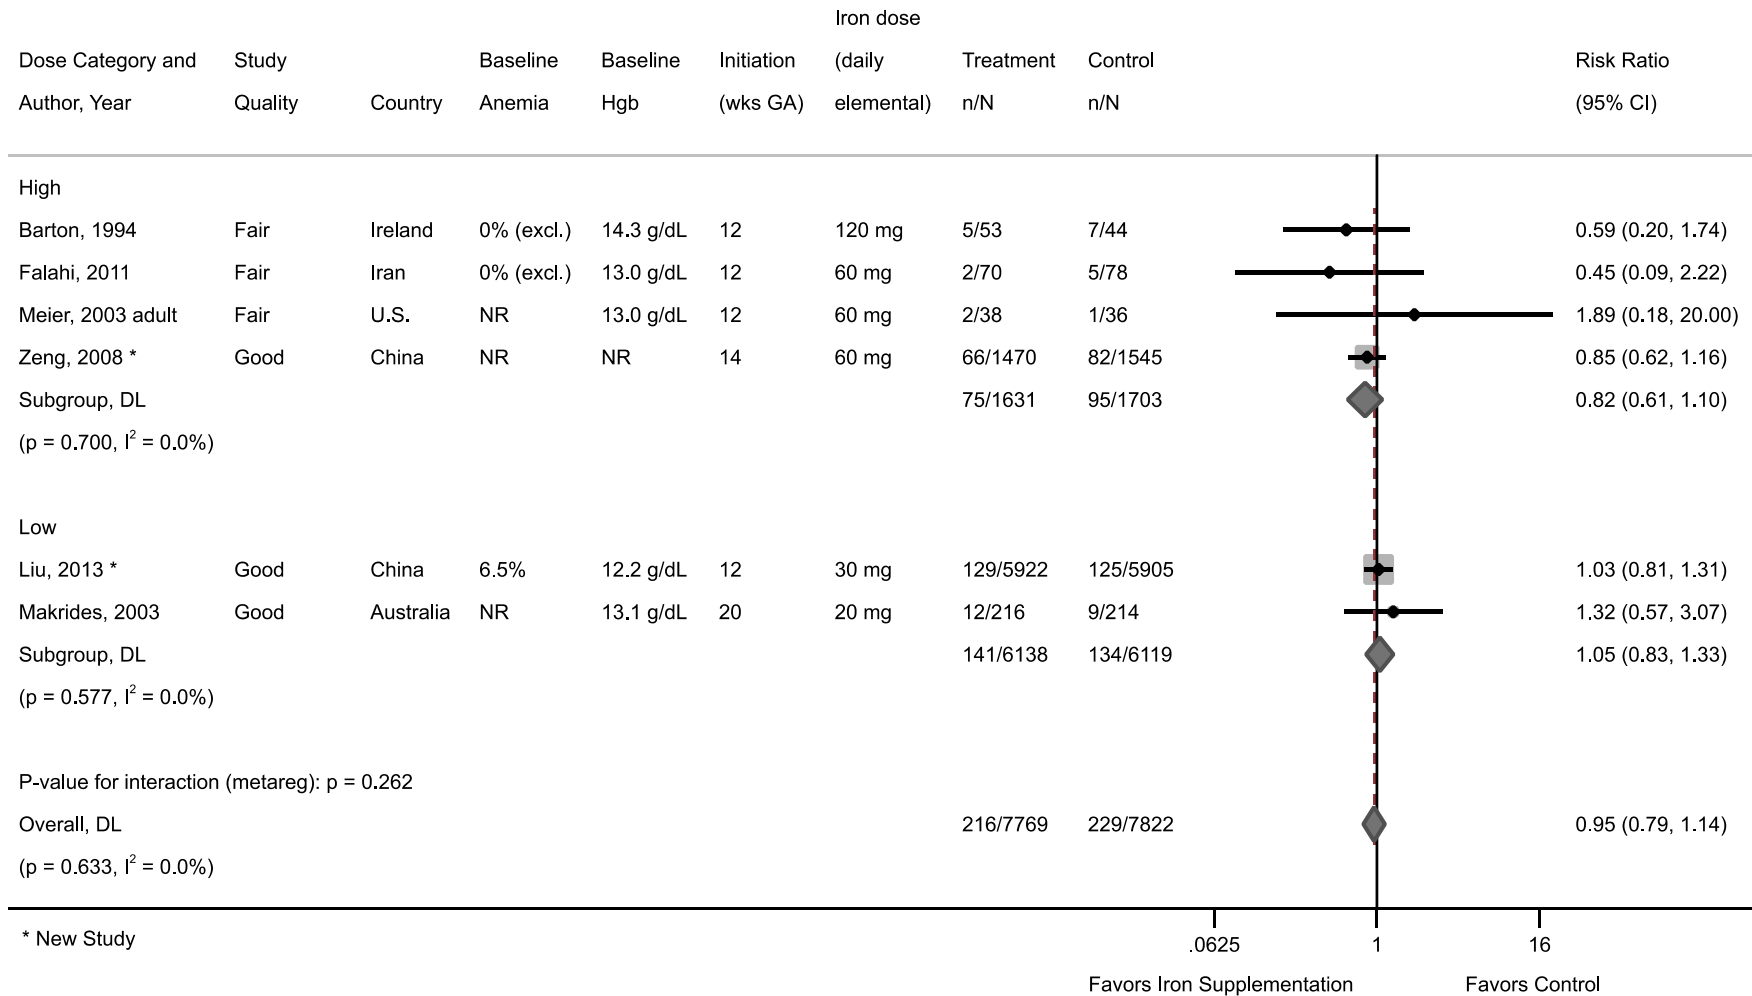 Iron dose
Dose Category and Study Baseline Baseline Initiation (daily Treatment Control Risk Ratio
Author, Year Quality Country Anemia Hgb (wks GA) elemental) n/N n/N (95% CI)
High
Barton, 1994 Fair Ireland 0% (excl.) 14.3 g/dL 12 120 mg 5/53 7/44 0.59 (0.20, 1.74)
Falahi, 2011 Fair Iran 0% (excl.) 13.0 g/dL 12 60 mg 2/70 5/78 0.45 (0.09, 2.22)
Meier, 2003 adult Fair U.S. NR 13.0 g/dL 12 60 mg 2/38 1/36 1.89 (0.18, 20.00)
Zeng, 2008 * Good China NR NR 14 60 mg 66/1470 82/1545 0.85 (0.62, 1.16)
Subgroup, DL 75/1631 95/1703 0.82 (0.61, 1.10)
(p = 0.700, I² = 0.0%)
Low
Liu, 2013 * Good China 6.5% 12.2 g/dL 12 30 mg 129/5922 125/5905 1.03 (0.81, 1.31)
Makrides, 2003 Good Australia NR 13.1 g/dL 20 20 mg 12/216 9/214 1.32 (0.57, 3.07)
Subgroup, DL 141/6138 134/6119 1.05 (0.83, 1.33)
(p = 0.577, I² = 0.0%)
P-value for interaction (metareg): p = 0.262
Overall, DL 216/7769 229/7822 0.95 (0.79, 1.14)
(p = 0.633, I² = 0.0%)
* New Study
.0625 1 16
Favors Iron Supplementation Favors Control